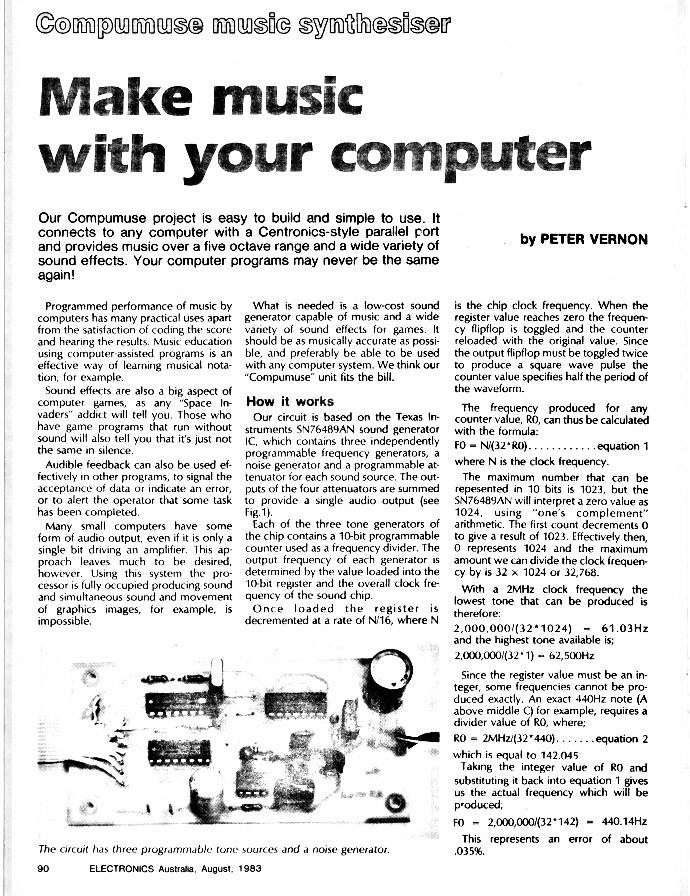 Compumuse music synthesiser
Make music
with your computer
Our Compumuse project is easy to build and simple to use. It
connects to any computer with a Centronics-style parallel port
and provides music over a five octave range and a wide variety of
sound effects. Your computer programs may never be the same
again!
by PETER VERNON
Programmed performance of music by
computers has many practical uses apart
from the satisfaction of coding the score
and hearing the results. Music education
using computer-assisted programs is an
effective way of learning musical nota-
tion, for example.
Sound effects are also a big aspect of
computer games, as any "Space In-
vaders" addict will tell you. Those who
have game programs that run without
sound will also tell you that it's just not
the same in silence.
Audible feedback can also be used ef-
fectively in other programs, to signal the
acceptance of data or indicate an error,
or to alert the operator that some task
has been completed.
Many small computers have some
form of audio output, even if it is only a
single bit driving an amplifier. This ap-
proach leaves much to be desired,
however. Using this system the pro-
cessor is fully occupied producing sound
and simultaneous sound and movement
of graphics images, for example, is
impossible.
What is needed is a low-cost sound
generator capable of music and a wide
variety of sound effects for games. It
should be as musically accurate as possi-
ble, and preferably be able to be used
with any computer system. We think our
"Compumuse" unit fits the bill.
How it works
Our circuit is based on the Texas In-
struments SN76489AN sound generator
IC, which contains three independently
programmable frequency generators, a
noise generator and a programable at-
tenuator for each sound source. The out-
puts of the four attenuators are summed
to provide a single audio output (see
Fig.1).
Each of the three tone generators of
the chip contains a 10-bit programmable
counter used as a frequency divider. The
output frequency of each generator is
determined by the value loaded into the
10-bit register and the overall clock fre-
quency of the sound chip.
Once loaded the register is
decremented at a rate of N/16, where N
is the chip clock frequency. When the
register value reaches zero the frequen-
cy flipflop is toggled and the counter
reloaded with the original value. Since
the output flipflop must be toggled twice
to produce a square wave pulse the
counter value specifies half the period of
the waveform.
The frequency produced for any
counter value, R0, can thus be calculated
with the formula:
F0 = N/(32*R0)............equation 1
where N is the clock frequency.
The maximum number that can be
repesented in 10 bits is 1023, but the
SN76489AN will interpret a zero value as
1024, using "one's complement"
arithmetic. The first count decrements 0
to give a result of 1023. Effectively then,
0 represents 1024 and the maximum
amount we can divide the clock frequen-
cy by is 32 × 1024 or 32,768.
With a 2MHz clock frequency the
lowest tone that can be produced is
therefore:
2,000,000/(32*1024) = 61.03Hz
and the highest tone available is;
2,000,000/(32*1) = 62,500Hz
Since the register value must be an in-
teger, some frequencies cannot be pro-
duced exactly. An exact 440Hz note (A
above middle C) for example, requires a
divider value of R0, where;
R0 = 2MHz/(32*440).......equation 2
which is equal to 142.045
Taking the integer value of R0 and
substituting it back into equation 1 gives
us the actual frequency which will be
produced;
F0 = 2,000,000/(32*142) = 440.14Hz
This represents an error of about
.035%.
The circuit has three programmable tone sources and a noise generator.
90 ELECTRONICS Australia, August, 1983